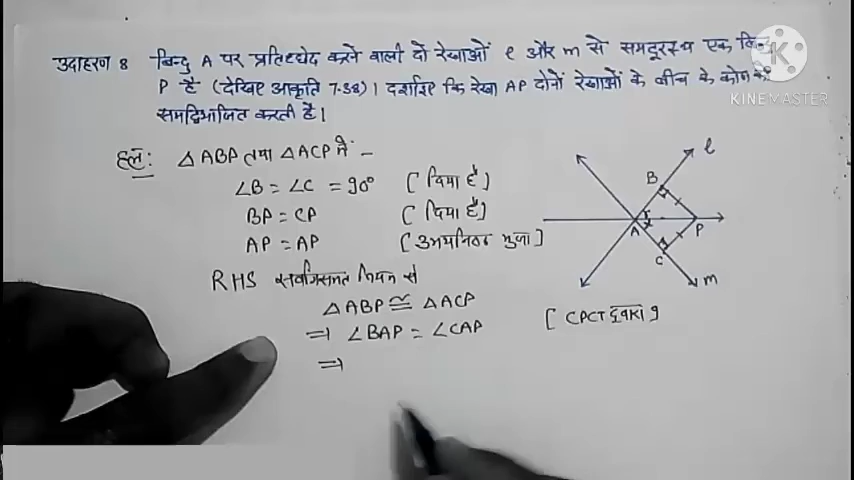 उदाहरण 8 बिन्दु A पर प्रतिच्छेद करने वाली दो रेखाओं l और m से समदूरस्थ एक
P है (देखिए आकृति 7.38)। दर्शाइए कि रेखा AP दोनों रेखाओं के बीच के कोण को
समद्विभाजित करती है।
KINEMASTER
हल: △ABP तथा △ACP में –
∠B = ∠C = 90° [दिया है]
BP = CP [दिया है]
AP = AP [उभयनिष्ठ भुजा]
RHS सर्वांगसमता नियम से
△ABP ≅ △ACP
⇒ ∠BAP = ∠CAP [CPCT द्वारा]
⇒
l
B
A
P
C
m